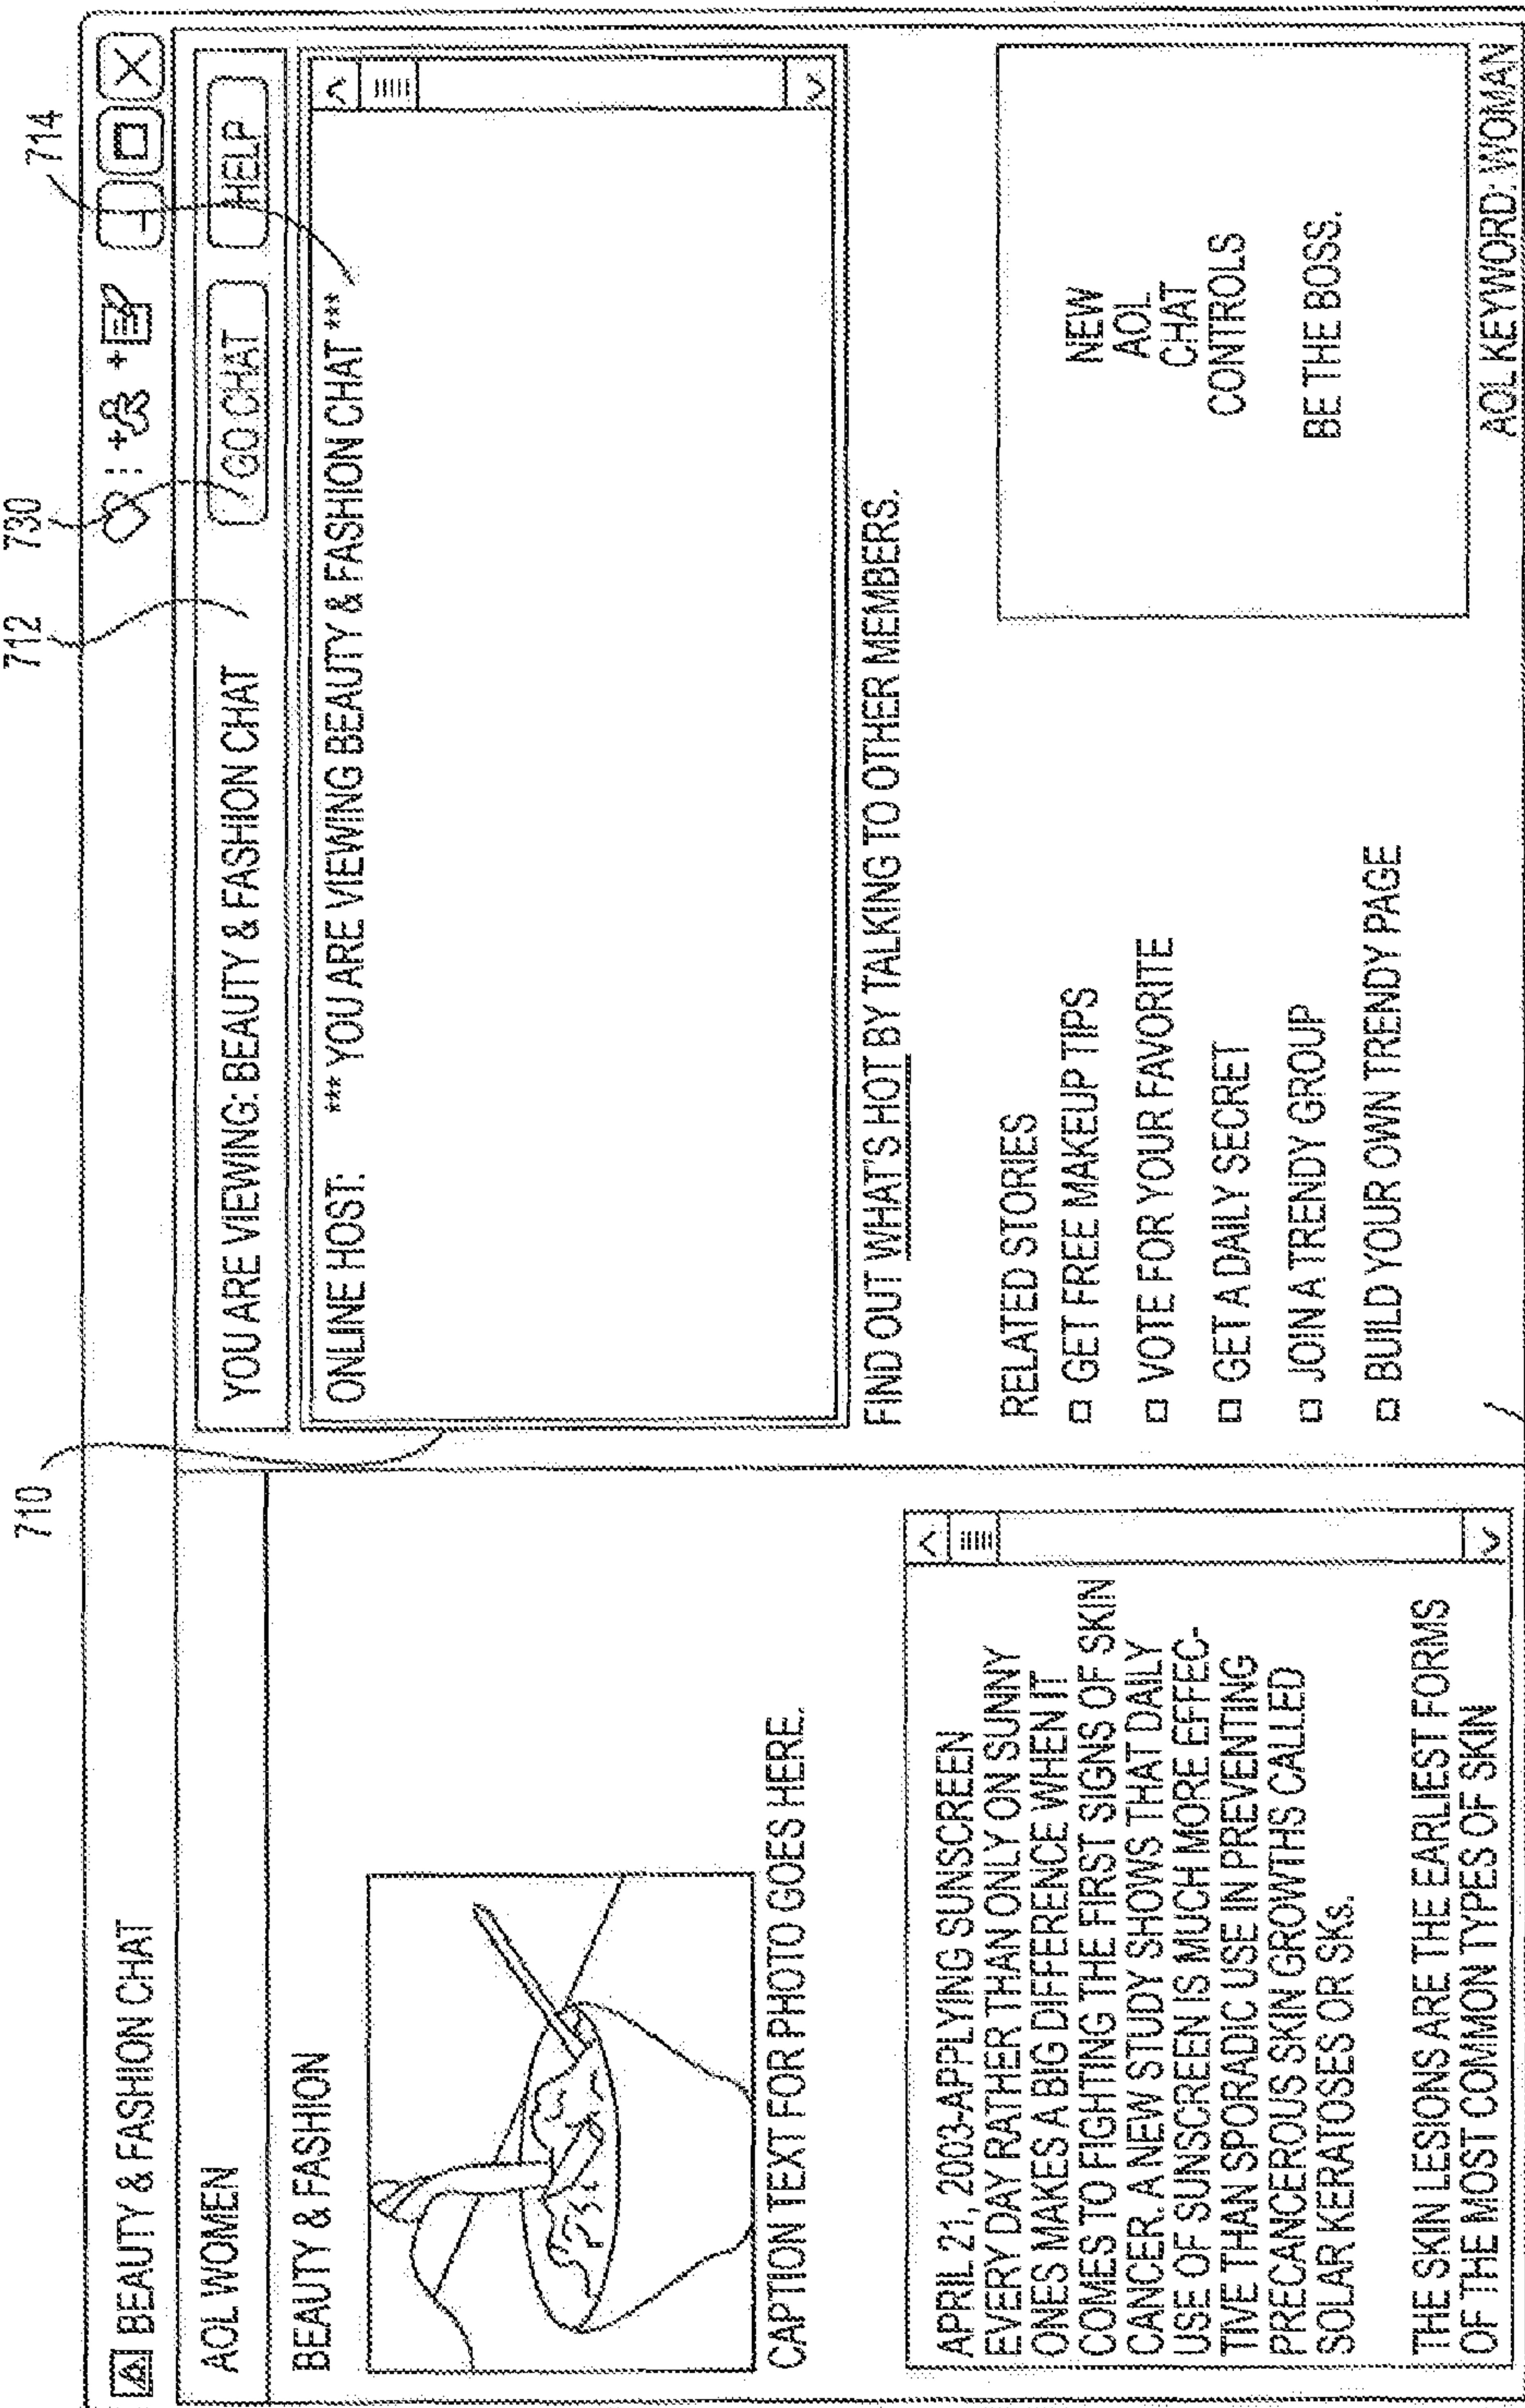 710
712
730
714
BEAUTY & FASHION CHAT
AOL WOMEN
BEAUTY & FASHION
CAPTION TEXT FOR PHOTO GOES HERE.
APRIL 21, 2003-APPLYING SUNSCREEN
EVERY DAY RATHER THAN ONLY ON SUNNY
ONES MAKES A BIG DIFFERENCE WHEN IT
COMES TO FIGHTING THE FIRST SIGNS OF SKIN
CANCER. A NEW STUDY SHOWS THAT DAILY
USE OF SUNSCREEN IS MUCH MORE EFFEC-
TIVE THAN SPORADIC USE IN PREVENTING
PRECANCEROUS SKIN GROWTHS CALLED
SOLAR KERATOSES OR SKs.
THE SKIN LESIONS ARE THE EARLIEST FORMS
OF THE MOST COMMON TYPES OF SKIN
YOU ARE VIEWING: BEAUTY & FASHION CHAT
GO CHAT
HELP
ONLINE HOST: *** YOU ARE VIEWING BEAUTY & FASHION CHAT ***
FIND OUT WHAT'S HOT BY TALKING TO OTHER MEMBERS.
RELATED STORIES
GET FREE MAKEUP TIPS
VOTE FOR YOUR FAVORITE
GET A DAILY SECRET
JOIN A TRENDY GROUP
BUILD YOUR OWN TRENDY PAGE
NEW
AOL
CHAT
CONTROLS
BE THE BOSS.
AOL KEYWORD: WOMAN